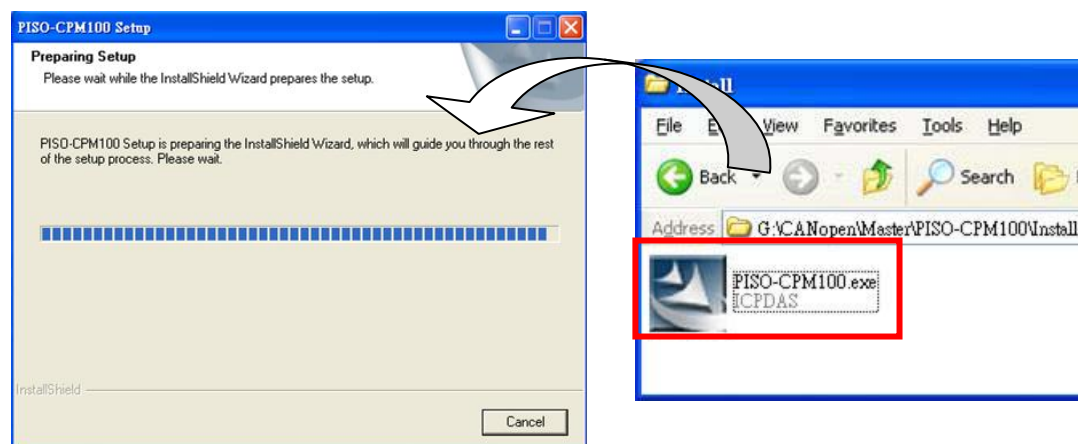 PISO-CPM100 Setup
Preparing Setup
Please wait while the InstallShield Wizard prepares the setup.
PISO-CPM100 Setup is preparing the InstallShield Wizard, which will guide you through the rest
of the setup process. Please wait.
InstallShield
Cancel
File View Favorites Tools Help
Back Search
Address G:\CANopen\Master\PISO-CPM100\Install
PISO-CPM100.exe
ICPDAS